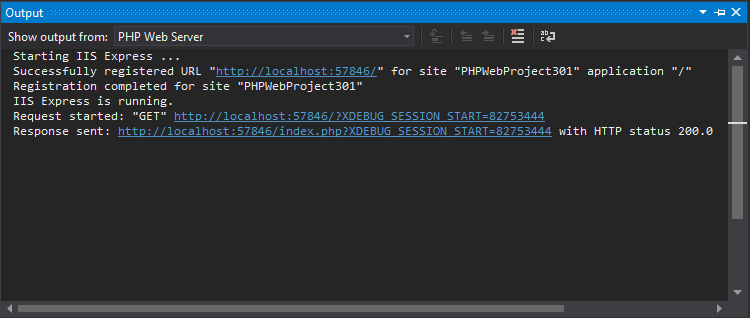 Output
Show output from: PHP Web Server
Starting IIS Express ...
Successfully registered URL "http://localhost:57846/" for site "PHPWebProject301" application "/"
Registration completed for site "PHPWebProject301"
IIS Express is running.
Request started: "GET" http://localhost:57846/?XDEBUG_SESSION_START=82753444
Response sent: http://localhost:57846/index.php?XDEBUG_SESSION_START=82753444 with HTTP status 200.0